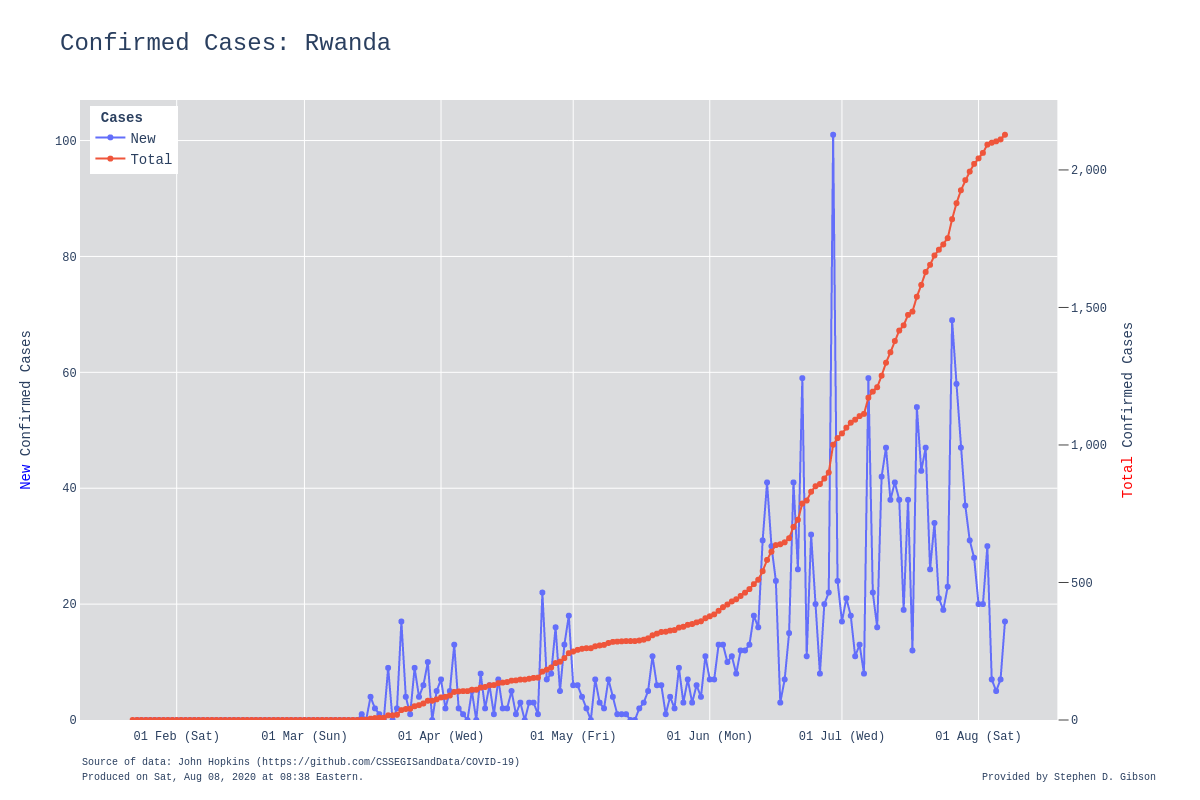 Confirmed Cases: Rwanda
Cases
New
Total
100
80
60
40
20
0
2,000
1,500
1,000
500
0
New Confirmed Cases
Total Confirmed Cases
01 Feb (Sat)
01 Mar (Sun)
01 Apr (Wed)
01 May (Fri)
01 Jun (Mon)
01 Jul (Wed)
01 Aug (Sat)
Source of data: John Hopkins (https://github.com/CSSEGISandData/COVID-19)
Produced on Sat, Aug 08, 2020 at 08:38 Eastern.
Provided by Stephen D. Gibson